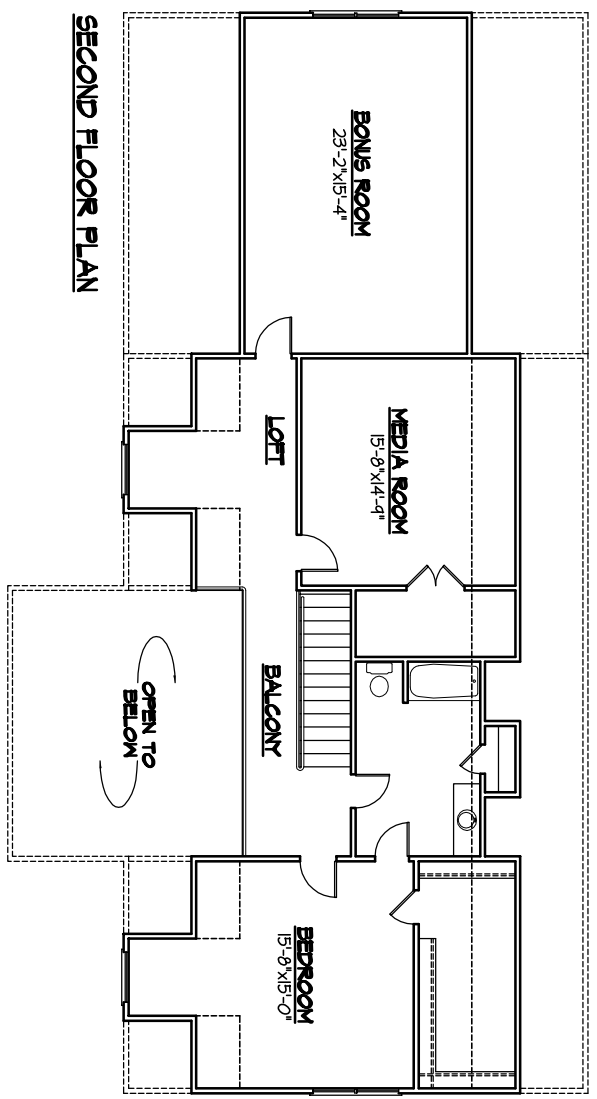 BONUS ROOM
23'-2"x15'-4"
MEDIA ROOM
15'-8"x14'-9"
LOFT
BALCONY
OPEN TO
BELOW
BEDROOM
15'-8"x15'-0"
SECOND FLOOR PLAN